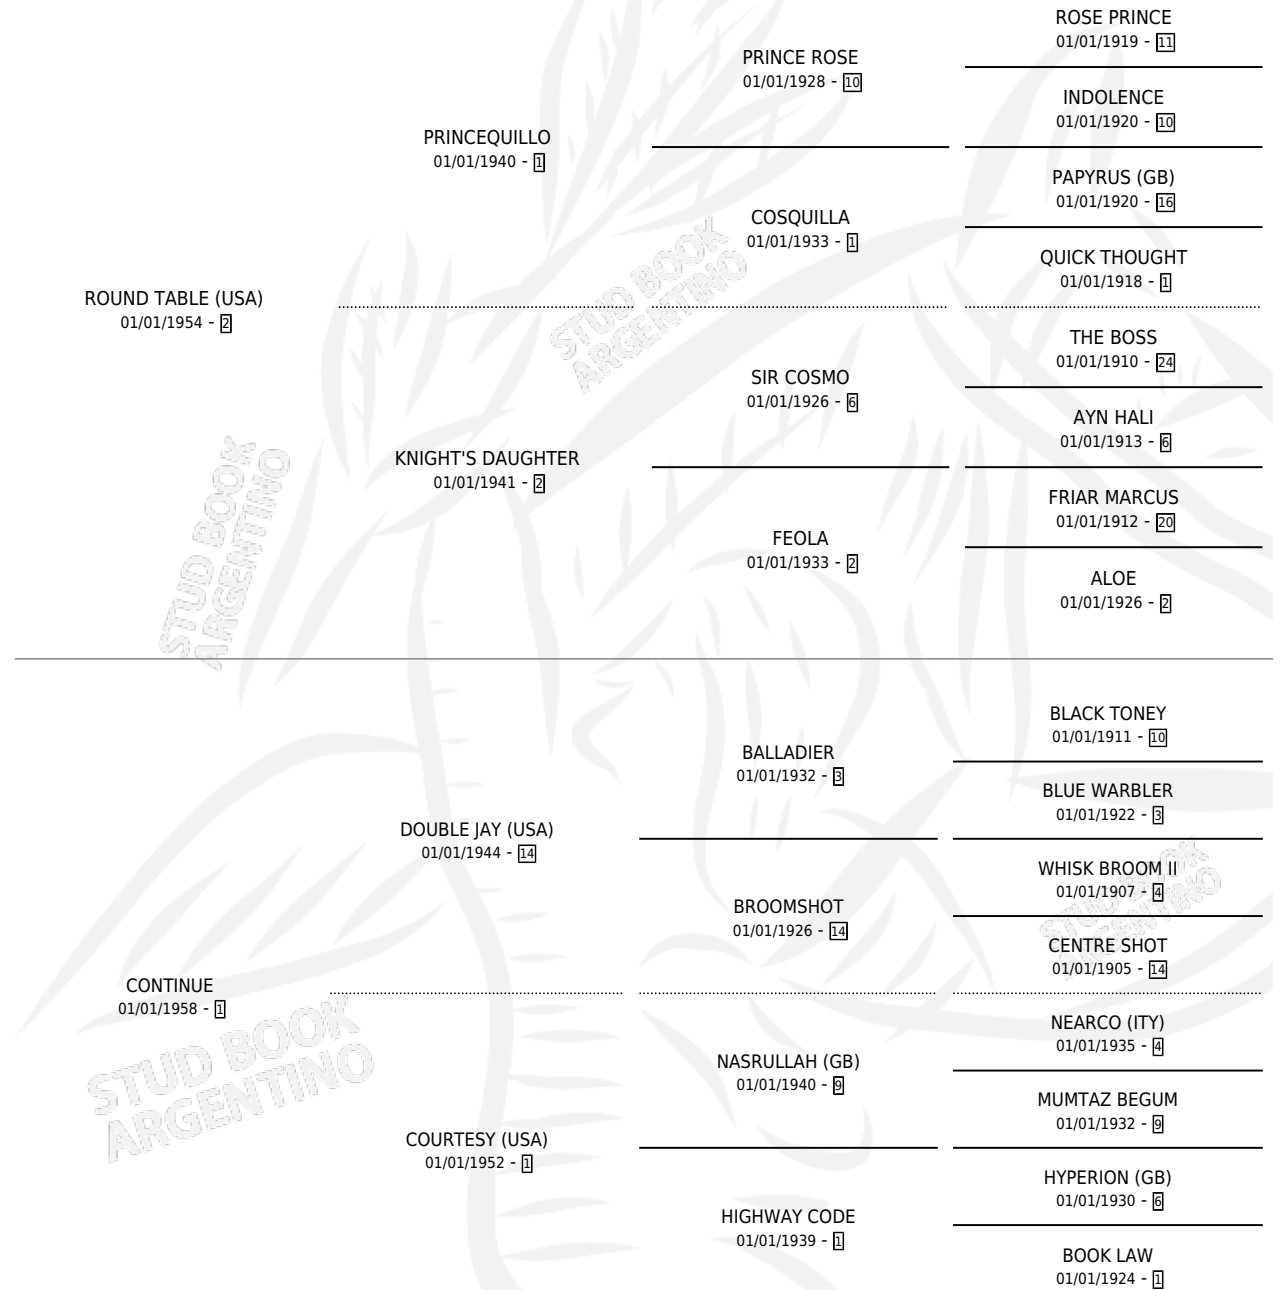 ROSE PRINCE
01/01/1919 - 11
PRINCE ROSE
01/01/1928 - 10
INDOLENCE
01/01/1920 - 10
PRINCEQUILLO
01/01/1940 - 1
PAPYRUS (GB)
01/01/1920 - 16
COSQUILLA
01/01/1933 - 1
QUICK THOUGHT
01/01/1918 - 1
ROUND TABLE (USA)
01/01/1954 - 2
THE BOSS
01/01/1910 - 24
SIR COSMO
01/01/1926 - 6
AYN HALI
01/01/1913 - 6
KNIGHT'S DAUGHTER
01/01/1941 - 2
FRIAR MARCUS
01/01/1912 - 20
FEOLA
01/01/1933 - 2
ALOE
01/01/1926 - 2
BLACK TONEY
01/01/1911 - 10
BALLADIER
01/01/1932 - 3
BLUE WARBLER
01/01/1922 - 3
DOUBLE JAY (USA)
01/01/1944 - 14
WHISK BROOM II
01/01/1907 - 4
BROOMSHOT
01/01/1926 - 14
CENTRE SHOT
01/01/1905 - 14
CONTINUE
01/01/1958 - 1
NEARCO (ITY)
01/01/1935 - 4
NASRULLAH (GB)
01/01/1940 - 9
MUMTAZ BEGUM
01/01/1932 - 9
COURTESY (USA)
01/01/1952 - 1
HYPERION (GB)
01/01/1930 - 6
HIGHWAY CODE
01/01/1939 - 1
BOOK LAW
01/01/1924 - 1
STUD BOOK
ARGENTINO
STUD BOOK
ARGENTINO
STUD BOOK
ARGENTINO
STUD BOOK
ARGENTINO